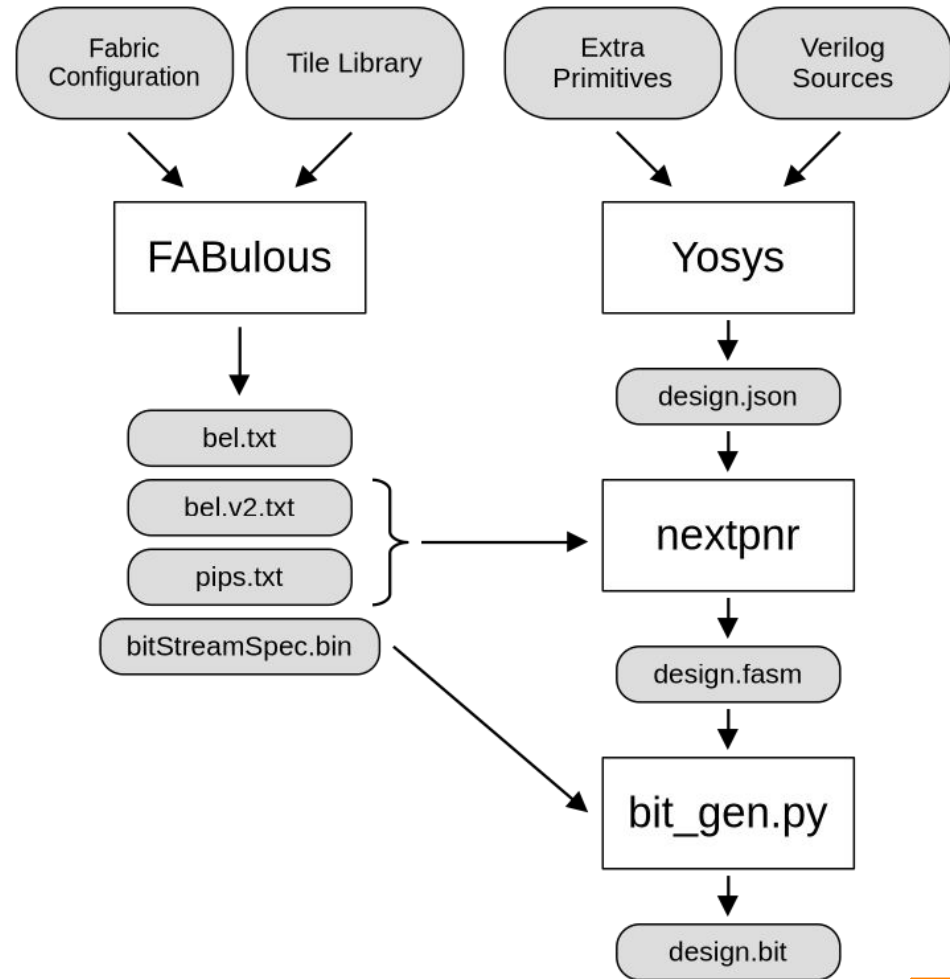 Fabric
Configuration
Tile Library
Extra
Primitives
Verilog
Sources
FABulous
Yosys
bel.txt
bel.v2.txt
pips.txt
bitStreamSpec.bin
design.json
nextpnr
design.fasm
bit_gen.py
design.bit